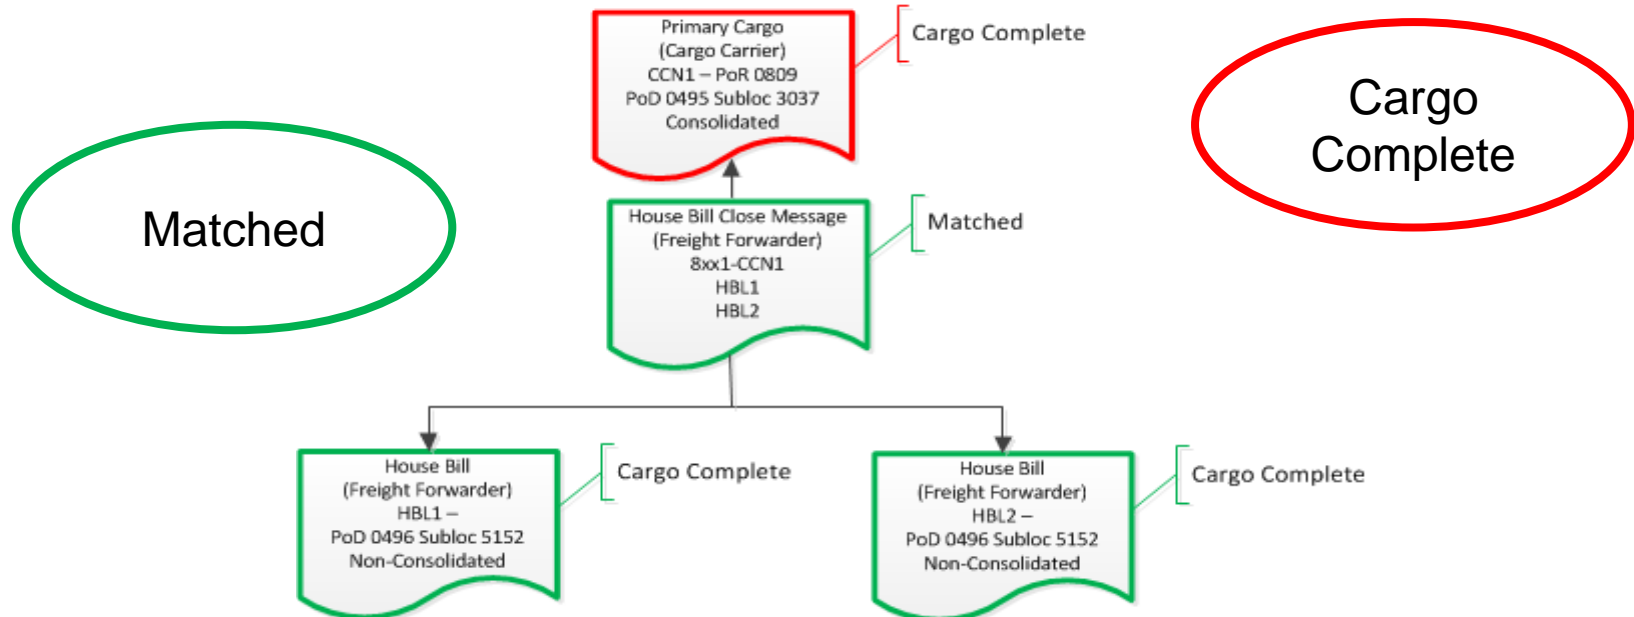 Primary Cargo
(Cargo Carrier)
CCN1 – PoR 0809
PoD 0495 Subloc 3037
Consolidated
Cargo Complete
Cargo
Complete
Matched
House Bill Close Message
(Freight Forwarder)
8xx1-CCN1
HBL1
HBL2
Matched
House Bill
(Freight Forwarder)
HBL1 –
PoD 0496 Subloc 5152
Non-Consolidated
Cargo Complete
House Bill
(Freight Forwarder)
HBL2 –
PoD 0496 Subloc 5152
Non-Consolidated
Cargo Complete